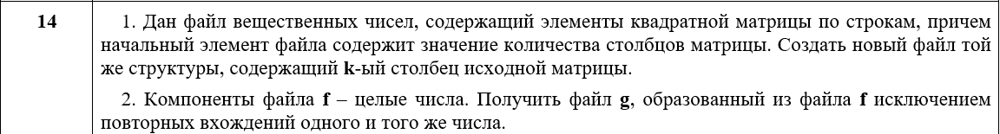 14
1. Дан файл вещественных чисел, содержащий элементы квадратной матрицы по строкам, причем
начальный элемент файла содержит значение количества столбцов матрицы. Создать новый файл той
же структуры, содержащий k-ый столбец исходной матрицы.
2. Компоненты файла f – целые числа. Получить файл g, образованный из файла f исключением
повторных вхождений одного и того же числа.